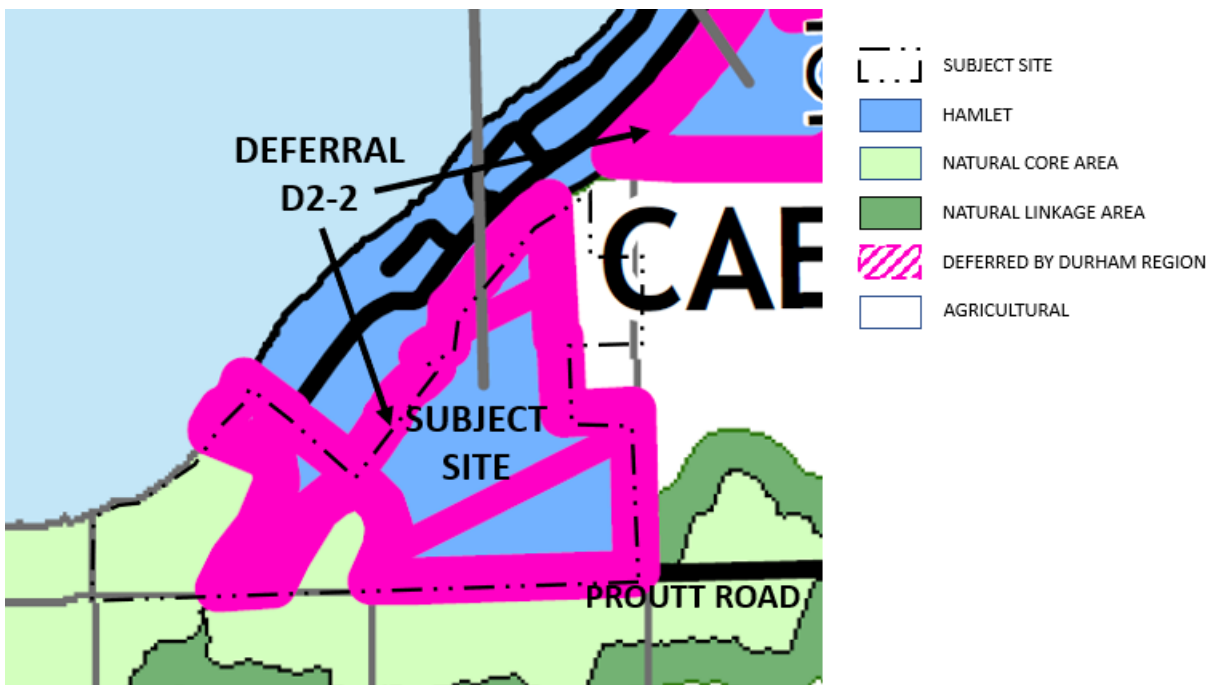 DEFERRAL
D2-2
CAE
SUBJECT
SITE
PROUTT ROAD
SUBJECT SITE
HAMLET
NATURAL CORE AREA
NATURAL LINKAGE AREA
DEFERRED BY DURHAM REGION
AGRICULTURAL